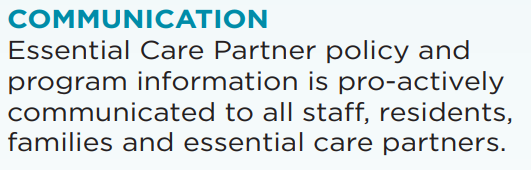 COMMUNICATION
Essential Care Partner policy and
program information is pro-actively
communicated to all staff, residents,
families and essential care partners.